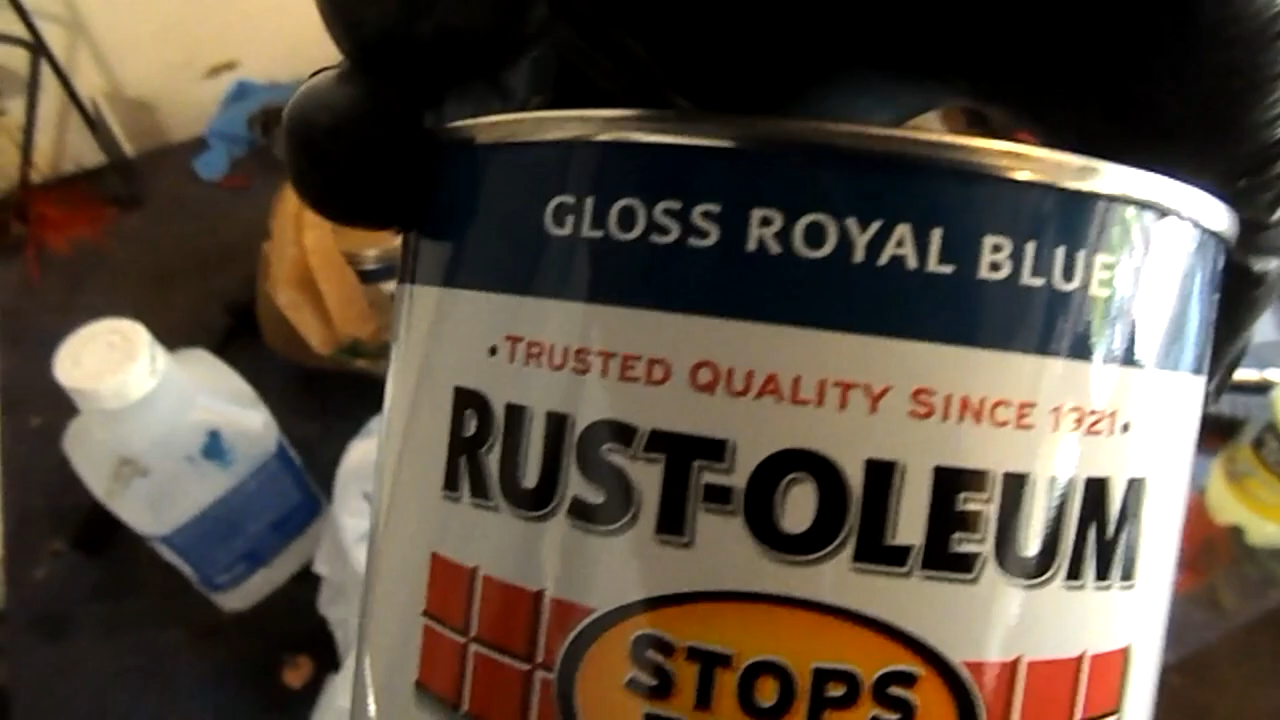 GLOSS ROYAL BLUE
•TRUSTED QUALITY SINCE 1921•
RUST-OLEUM
STOPS